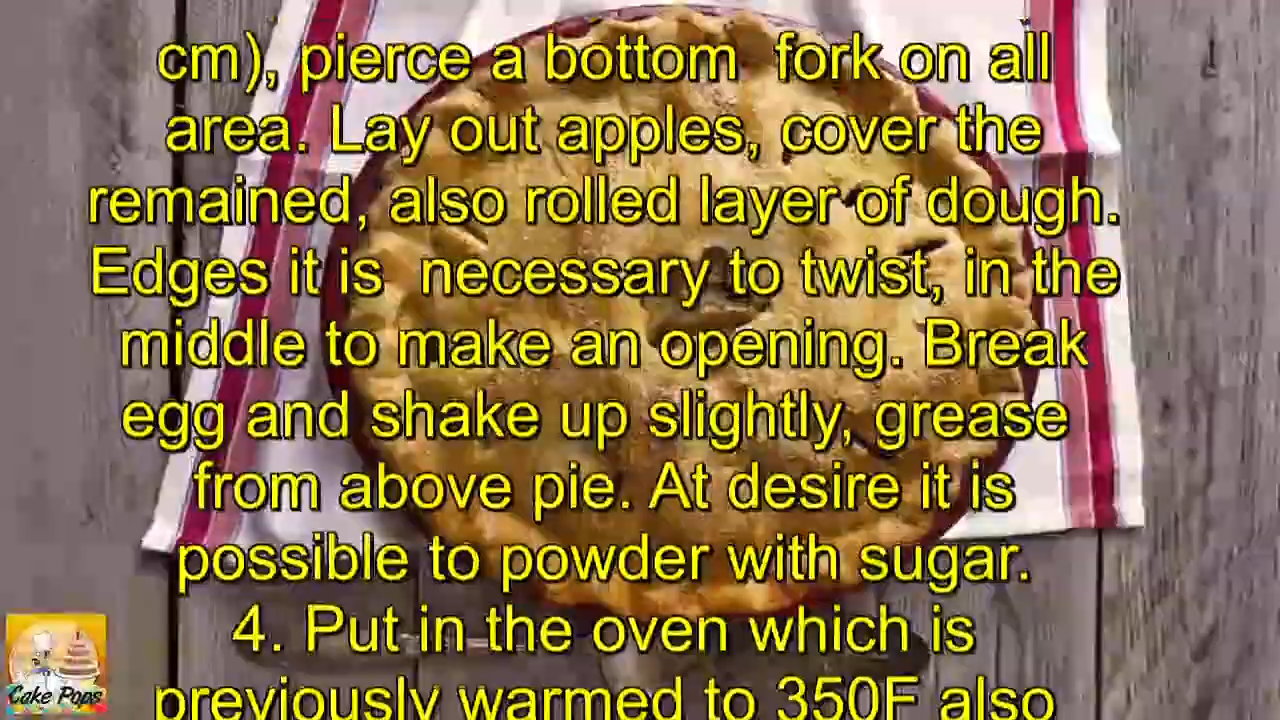 cm), pierce a bottom  fork on all
area. Lay out apples, cover the
remained, also rolled layer of dough.
Edges it is  necessary to twist, in the
middle to make an opening. Break
egg and shake up slightly, grease
from above pie. At desire it is
possible to powder with sugar.
4. Put in the oven which is
previously warmed to 350F also
Cake Pops